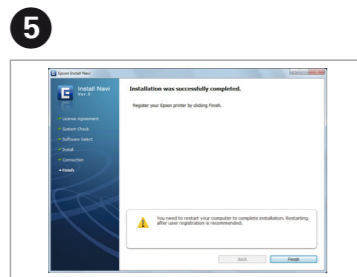 5
Epson Install Navi
E Install Navi
Ver. 8
License Agreement
System Check
Software Select
Install
Connection
Finish
Installation was successfully completed.
Register your Epson printer by clicking Finish.
You need to restart your computer to complete installation. Restarting
after user registration is recommended.
Back
Finish